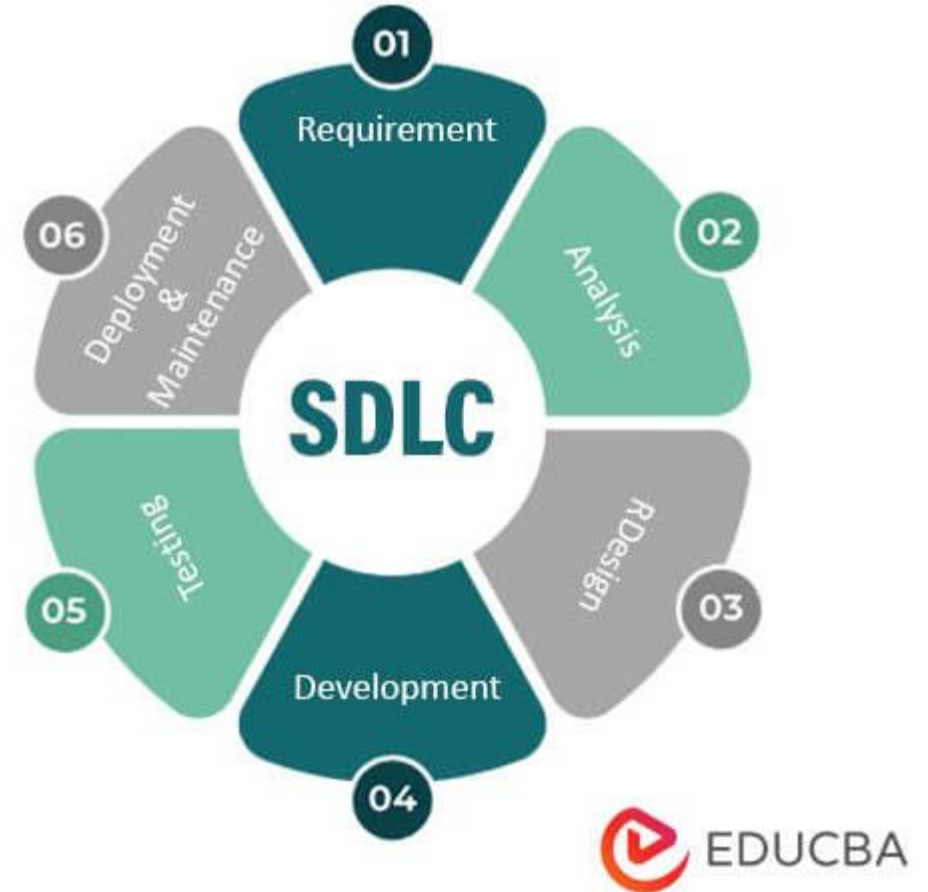 01
Requirement
02
Analysis
03
RDesign
04
Development
05
Testing
06
Deployment
&
Maintenance
SDLC
EDUCBA